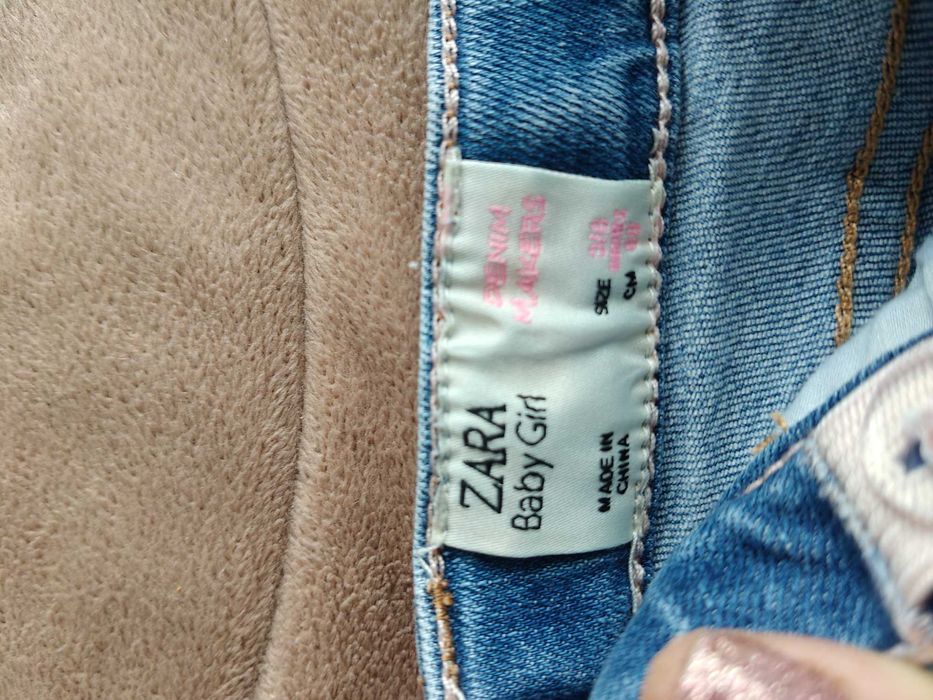 ZARA
Baby Girl
MADE IN
CHINA
DENIM
MAKERS
SIZE
CM